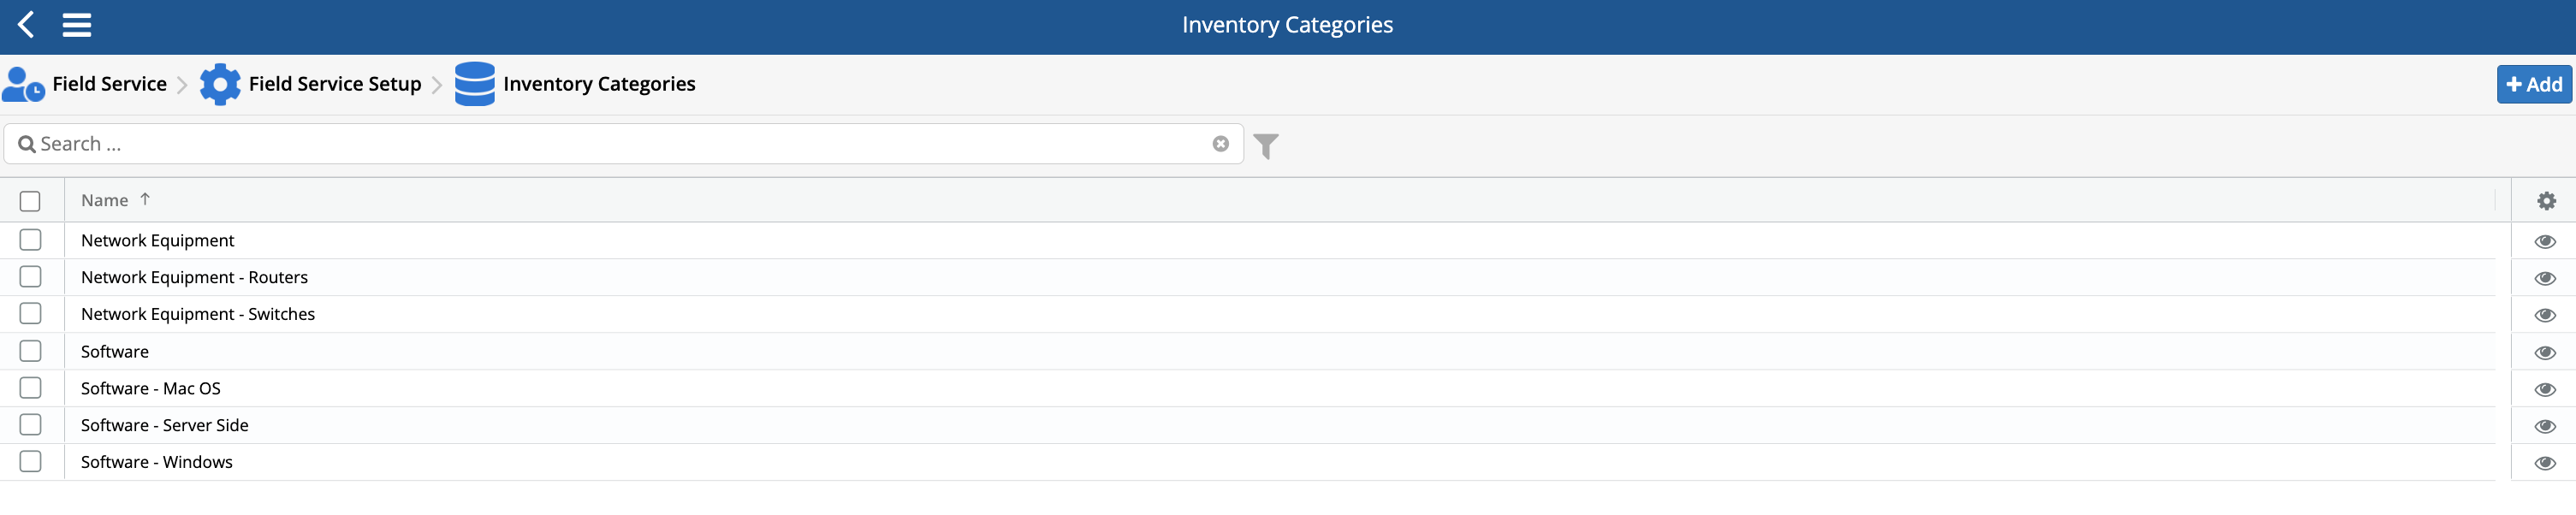 Inventory Categories
Field Service Field Service Setup Inventory Categories + Add
Search ...
Name ↑
Network Equipment
Network Equipment - Routers
Network Equipment - Switches
Software
Software - Mac OS
Software - Server Side
Software - Windows